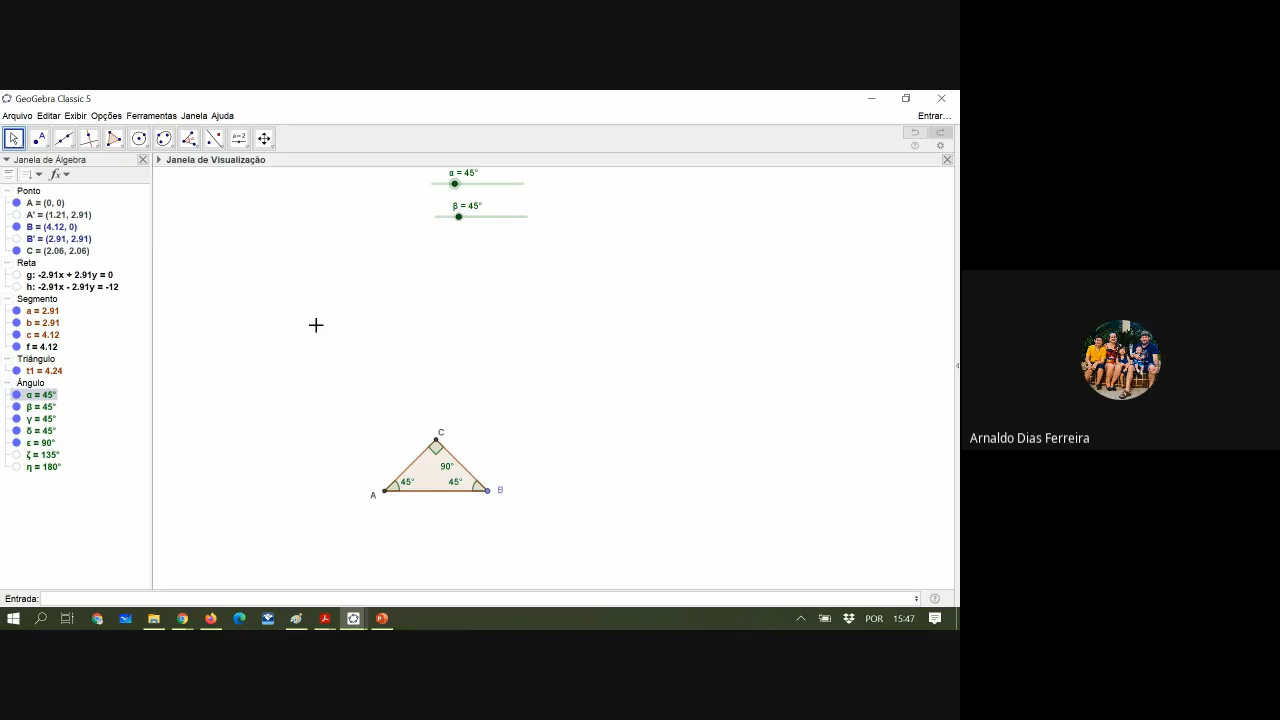 GeoGebra Classic 5
Arquivo Editar Exibir Opções Ferramentas Janela Ajuda
Entrar...
A
a=2
Janela de Álgebra
Janela de Visualização
fx
Ponto
A = (0, 0)
A' = (1.21, 2.91)
B = (4.12, 0)
B' = (2.91, 2.91)
C = (2.06, 2.06)
Reta
g: -2.91x + 2.91y = 0
h: -2.91x - 2.91y = -12
Segmento
a = 2.91
b = 2.91
c = 4.12
f = 4.12
Triângulo
t1 = 4.24
Ângulo
α = 45°
β = 45°
γ = 45°
δ = 45°
ε = 90°
ζ = 135°
η = 180°
α = 45°
β = 45°
C
90°
45°
45°
A
B
Entrada:
POR
15:47
Arnaldo Dias Ferreira